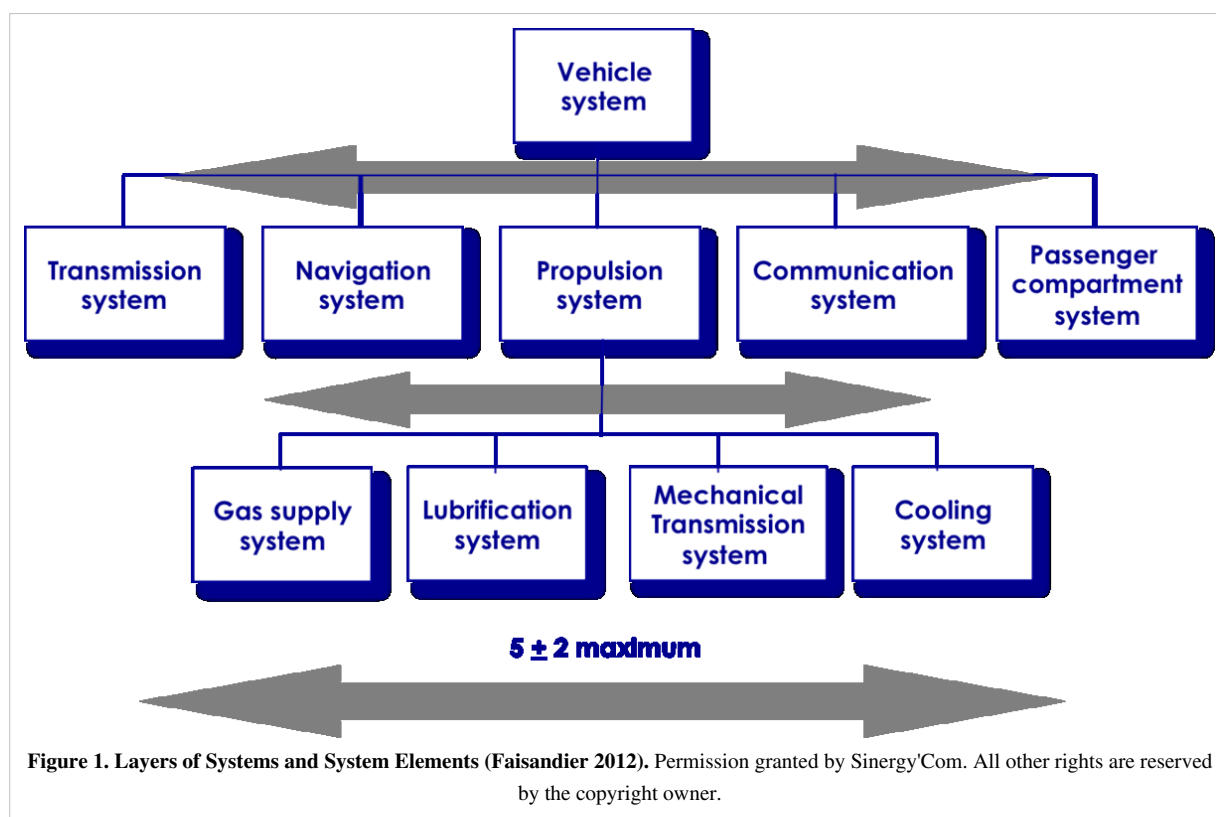 Vehicle
system
Transmission
system
Navigation
system
Propulsion
system
Communication
system
Passenger
compartment
system
Gas supply
system
Lubrification
system
Mechanical
Transmission
system
Cooling
system
5 ± 2 maximum
Figure 1. Layers of Systems and System Elements (Faisandier 2012). Permission granted by Sinergy'Com. All other rights are reserved
by the copyright owner.